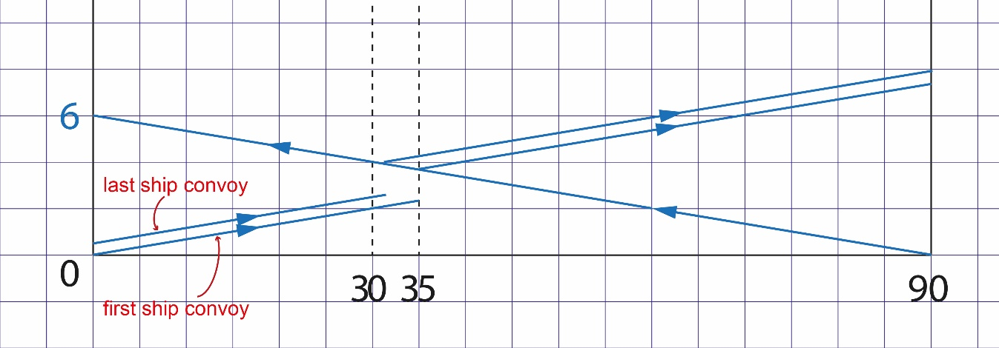 6
last ship convoy
0
30 35 90
first ship convoy